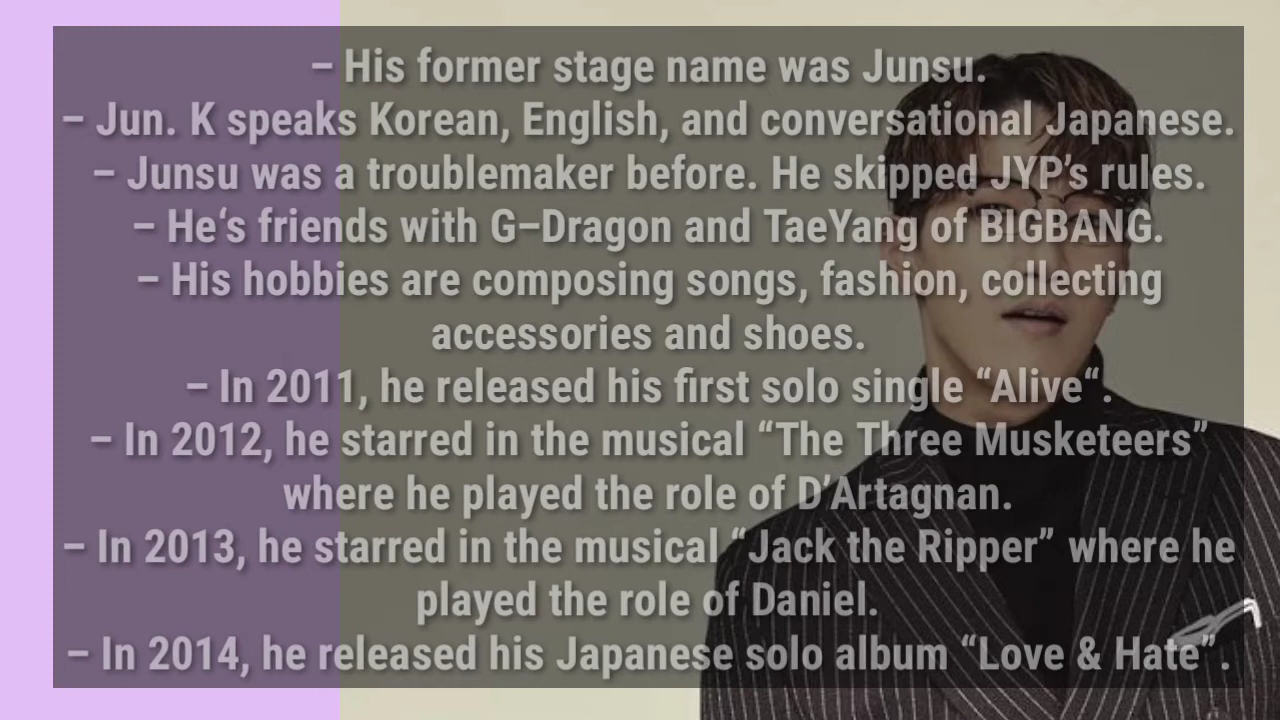 – His former stage name was Junsu.
– Jun. K speaks Korean, English, and conversational Japanese.
– Junsu was a troublemaker before. He skipped JYP’s rules.
– He‘s friends with G–Dragon and TaeYang of BIGBANG.
– His hobbies are composing songs, fashion, collecting
accessories and shoes.
– In 2011, he released his first solo single “Alive“.
– In 2012, he starred in the musical “The Three Musketeers”
where he played the role of D’Artagnan.
– In 2013, he starred in the musical “Jack the Ripper” where he
played the role of Daniel.
– In 2014, he released his Japanese solo album “Love & Hate”.